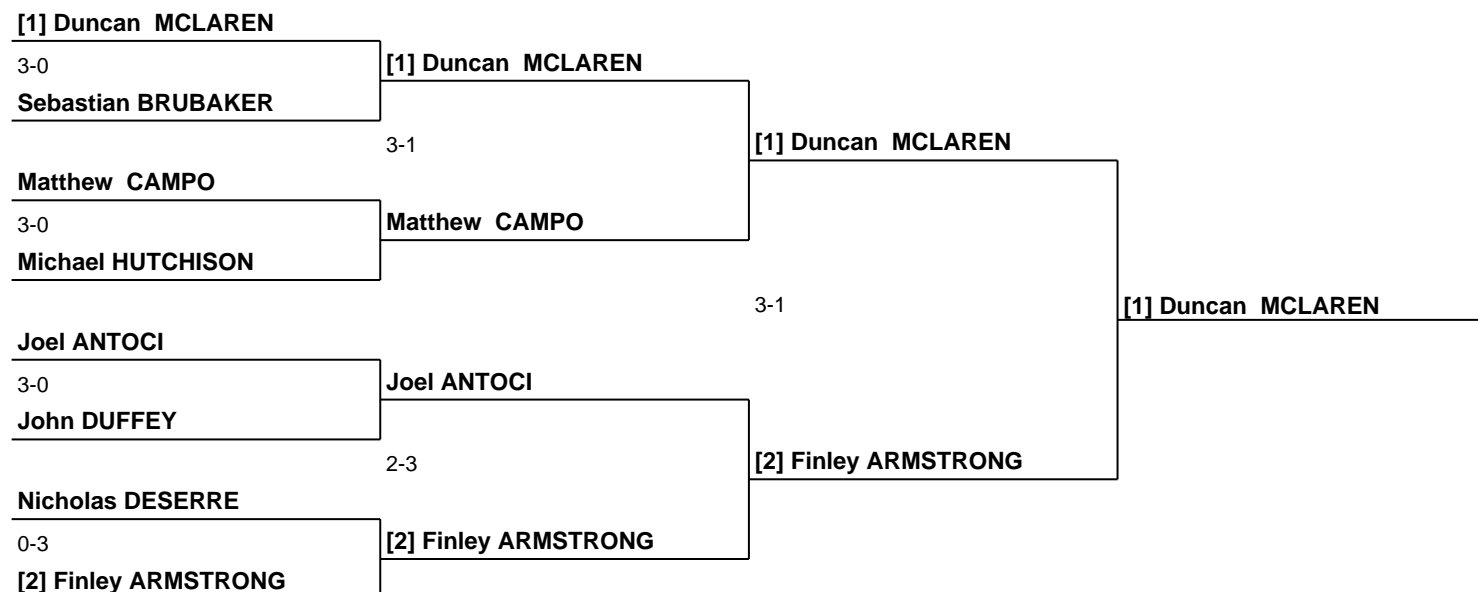 [1] Duncan MCLAREN
3-0
Sebastian BRUBAKER
[1] Duncan MCLAREN
3-1
[1] Duncan MCLAREN
Matthew CAMPO
3-0
Michael HUTCHISON
Matthew CAMPO
3-1
[1] Duncan MCLAREN
Joel ANTOCI
3-0
John DUFFEY
Joel ANTOCI
2-3
[2] Finley ARMSTRONG
Nicholas DESERRE
0-3
[2] Finley ARMSTRONG
[2] Finley ARMSTRONG